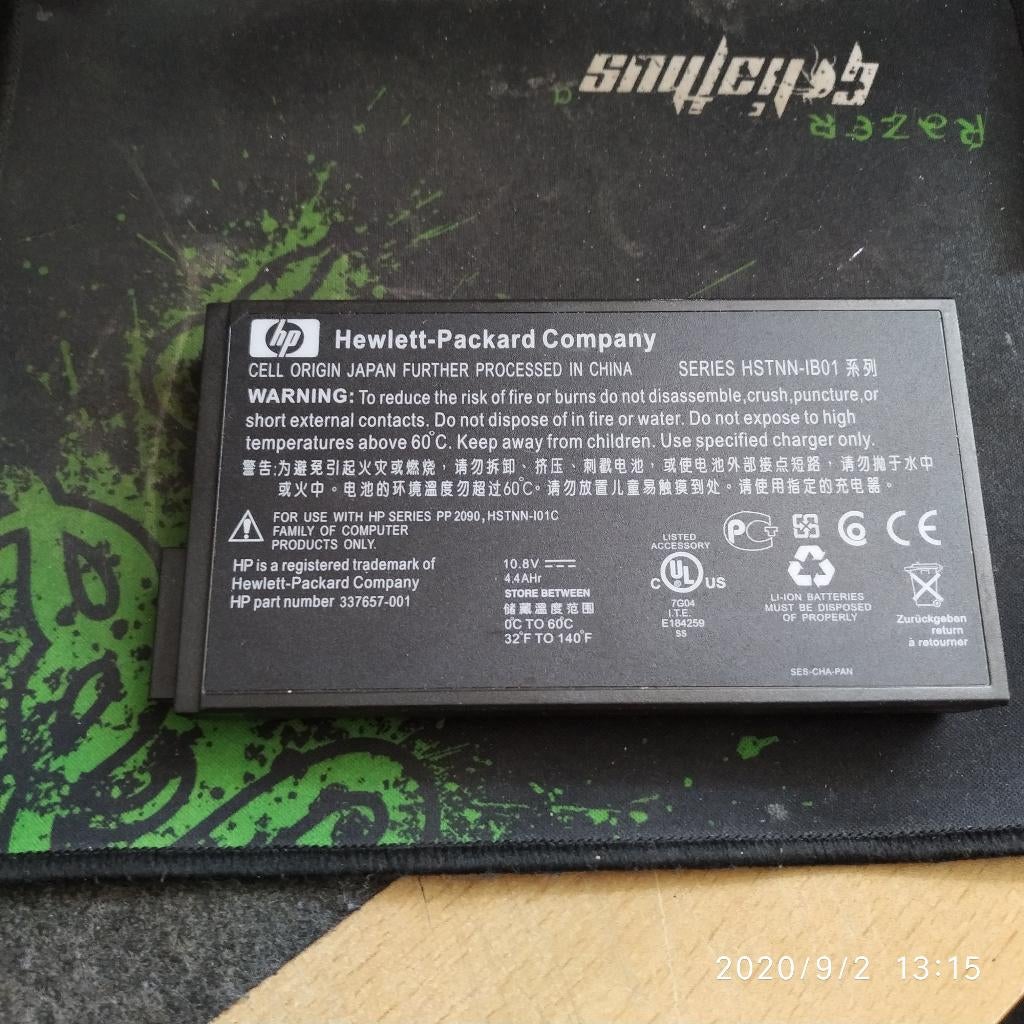 Goliathus
RAZER
hp Hewlett-Packard Company
CELL ORIGIN JAPAN FURTHER PROCESSED IN CHINA SERIES HSTNN-IB01 系列
WARNING: To reduce the risk of fire or burns do not disassemble,crush,puncture,or
short external contacts. Do not dispose of in fire or water. Do not expose to high
temperatures above 60°C. Keep away from children. Use specified charger only.
警告:为避免引起火灾或燃烧，请勿拆卸、挤压、刺戳电池，或使电池外部接点短路，请勿抛于水中
或火中。电池的环境温度勿超过60℃。请勿放置儿童易触摸到处。请使用指定的充电器。
FOR USE WITH HP SERIES PP2090,HSTNN-I01C
FAMILY OF COMPUTER
PRODUCTS ONLY.
HP is a registered trademark of
Hewlett-Packard Company
HP part number 337657-001
10.8V
4.4AHr
STORE BETWEEN
储藏温度范围
0°C TO 60°C
32°F TO 140°F
LISTED
ACCESSORY
C UL US
7G04
I.T.E.
E184259
SS
PCT
CE
LI-ION BATTERIES
MUST BE DISPOSED
OF PROPERLY
Zurückgeben
return
à retourner
SES-CHA-PAN
2020/9/2 13:15